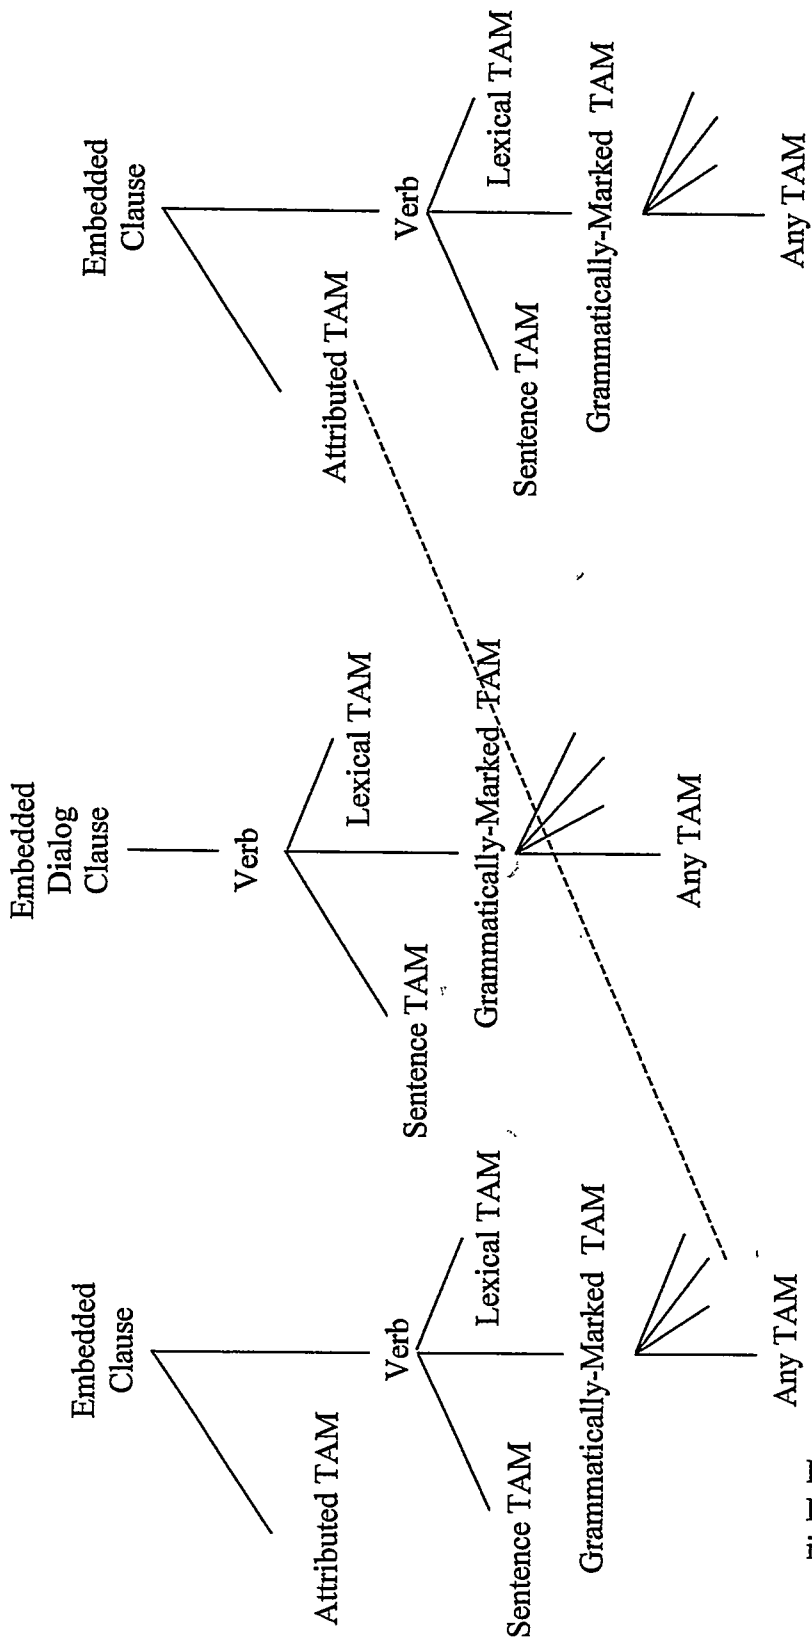 Embedded
Clause
Attributed TAM
Verb
Sentence TAM
Lexical TAM
Grammatically-Marked TAM
Any TAM
Embedded
Dialog
Clause
Verb
Sentence TAM
Lexical TAM
Grammatically-Marked TAM
Any TAM
Embedded
Clause
Attributed TAM
Verb
Sentence TAM
Lexical TAM
Grammatically-Marked TAM
Any TAM